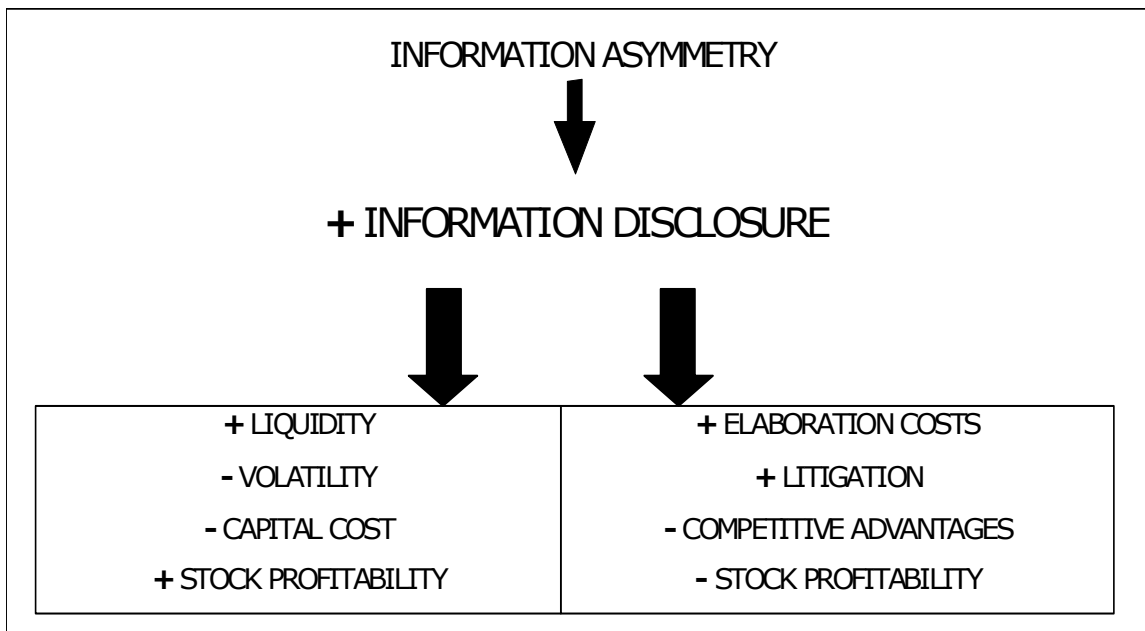 INFORMATION ASYMMETRY
+ INFORMATION DISCLOSURE
+ LIQUIDITY
- VOLATILITY
- CAPITAL COST
+ STOCK PROFITABILITY
+ ELABORATION COSTS
+ LITIGATION
- COMPETITIVE ADVANTAGES
- STOCK PROFITABILITY